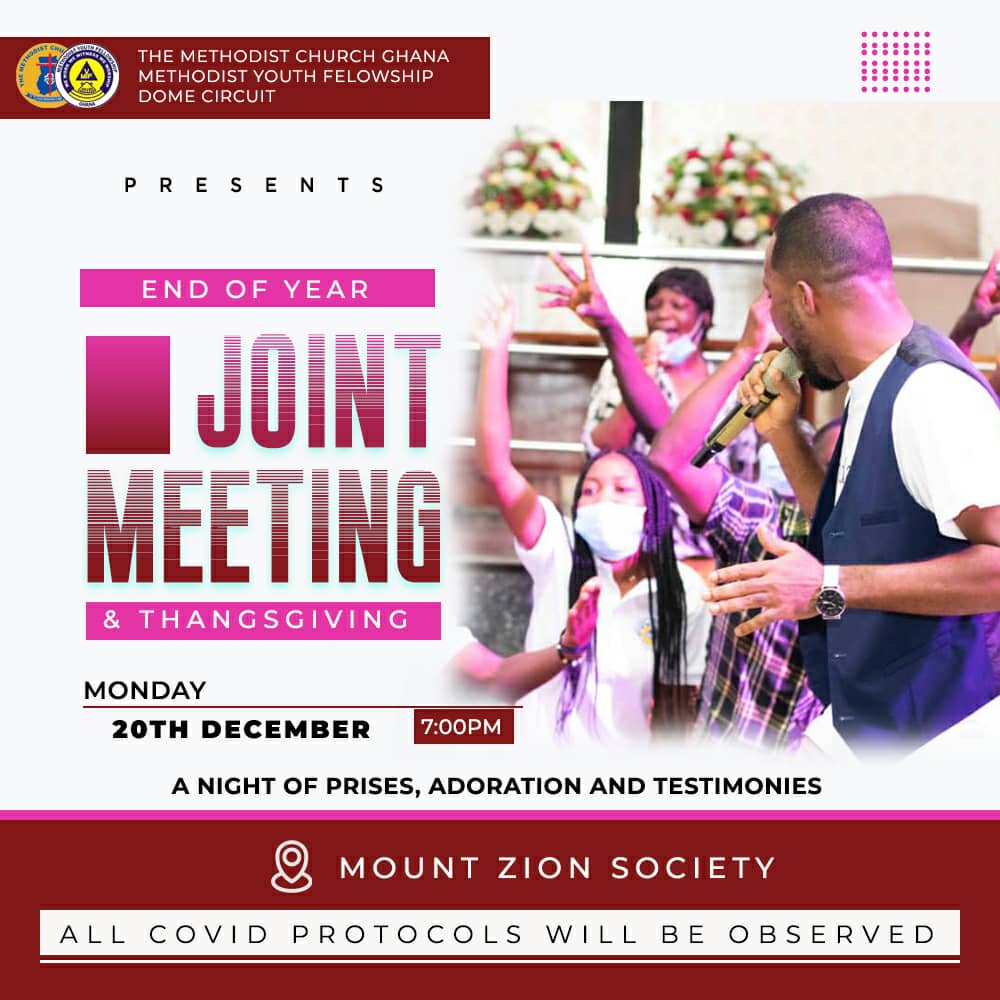 THE METHODIST CHURCH GHANA
METHODIST YOUTH FELOWSHIP
DOME CIRCUIT
PRESENTS
END OF YEAR
JOINT
MEETING
& THANGSGIVING
MONDAY
20TH DECEMBER
7:00PM
A NIGHT OF PRISES, ADORATION AND TESTIMONIES
MOUNT ZION SOCIETY
ALL COVID PROTOCOLS WILL BE OBSERVED